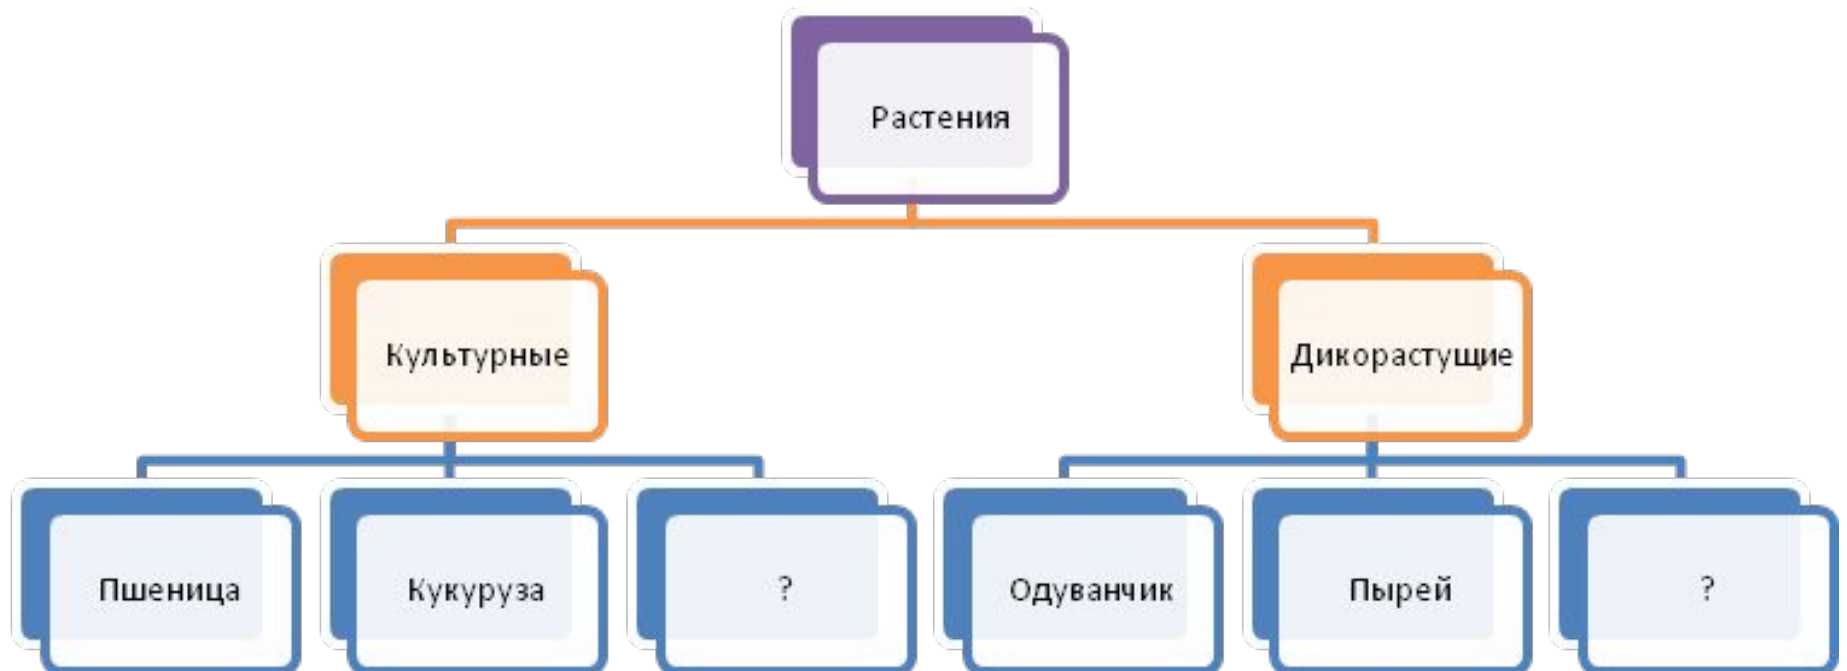 Растения
Культурные
Дикорастущие
Пшеница
Кукуруза
?
Одуванчик
Пырей
?